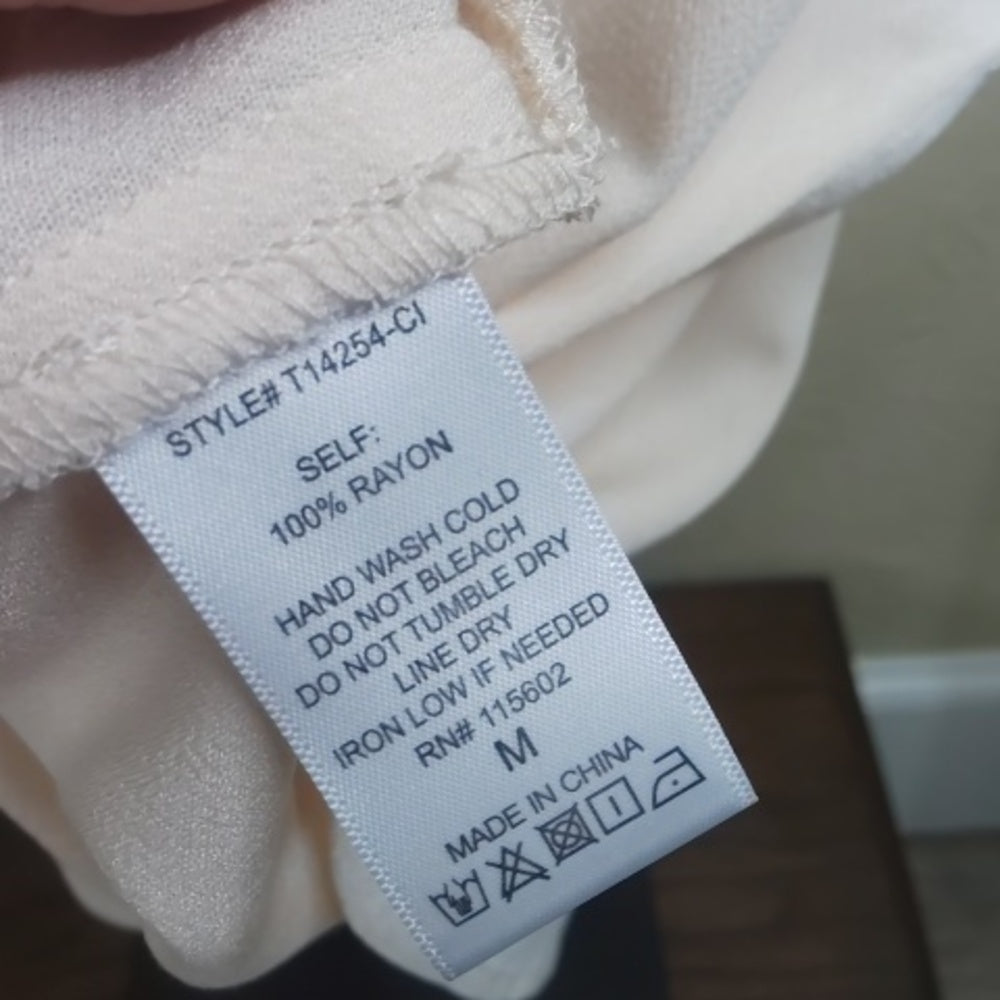 STYLE# T14254-CI
SELF:
100% RAYON
HAND WASH COLD
DO NOT BLEACH
DO NOT TUMBLE DRY
LINE DRY
IRON LOW IF NEEDED
RN# 115602
M
MADE IN CHINA